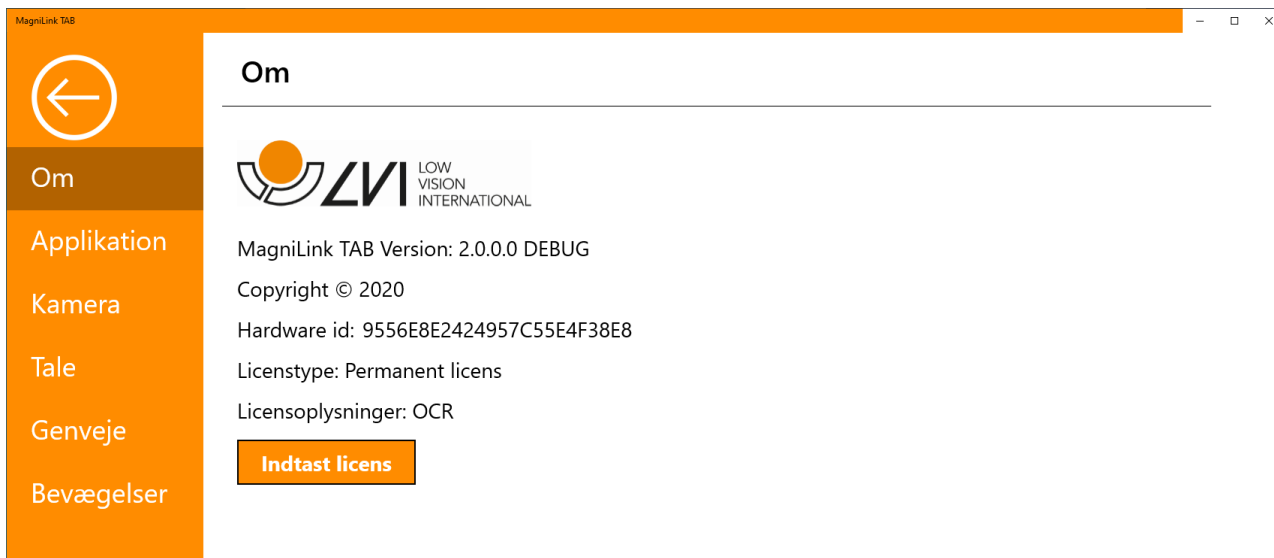 MagniLink TAB
Om
Applikation
Kamera
Tale
Genveje
Bevægelser
Om
LVI
LOW
VISION
INTERNATIONAL
MagniLink TAB Version: 2.0.0.0 DEBUG
Copyright © 2020
Hardware id: 9556E8E2424957C55E4F38E8
Licenstype: Permanent licens
Licensoplysninger: OCR
Indtast licens